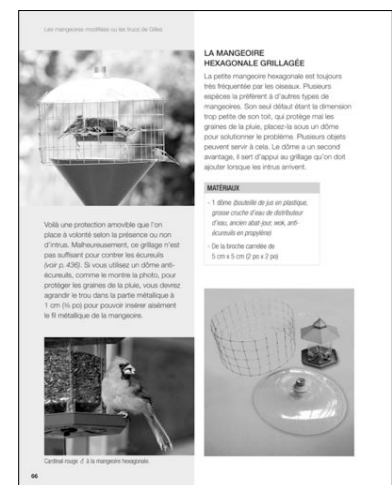 Les mangeoires modifiées ou les trucs de Gilles
Voilà une protection amovible que l'on
place à volonté selon la présence ou non
d'intrus. Malheureusement, ce grillage n'est
pas suffisant pour contrer les écureuils
(voir p. 436). Si vous utilisez un dôme anti-
écureuils, comme le montre la photo, pour
protéger les graines de la pluie, vous devrez
agrandir le trou dans la partie métallique à
1 cm (⅜ po) pour pouvoir insérer aisément
le fil métallique de la mangeoire.
Cardinal rouge ♂ à la mangeoire hexagonale.
66
LA MANGEOIRE
HEXAGONALE GRILLAGÉE
La petite mangeoire hexagonale est toujours
très fréquentée par les oiseaux. Plusieurs
espèces la préfèrent à d'autres types de
mangeoires. Son seul défaut étant la dimension
trop petite de son toit, qui protège mal les
graines de la pluie, placez-la sous un dôme
pour solutionner le problème. Plusieurs objets
peuvent servir à cela. Le dôme a un second
avantage, il sert d'appui au grillage qu'on doit
ajouter lorsque les intrus arrivent.
MATÉRIAUX
- 1 dôme (bouteille de jus en plastique,
grosse cruche d'eau de distributeur
d'eau, ancien abat-jour, wok, anti-
écureuils en propylène)
- De la broche carrelée de
5 cm x 5 cm (2 po x 2 po)